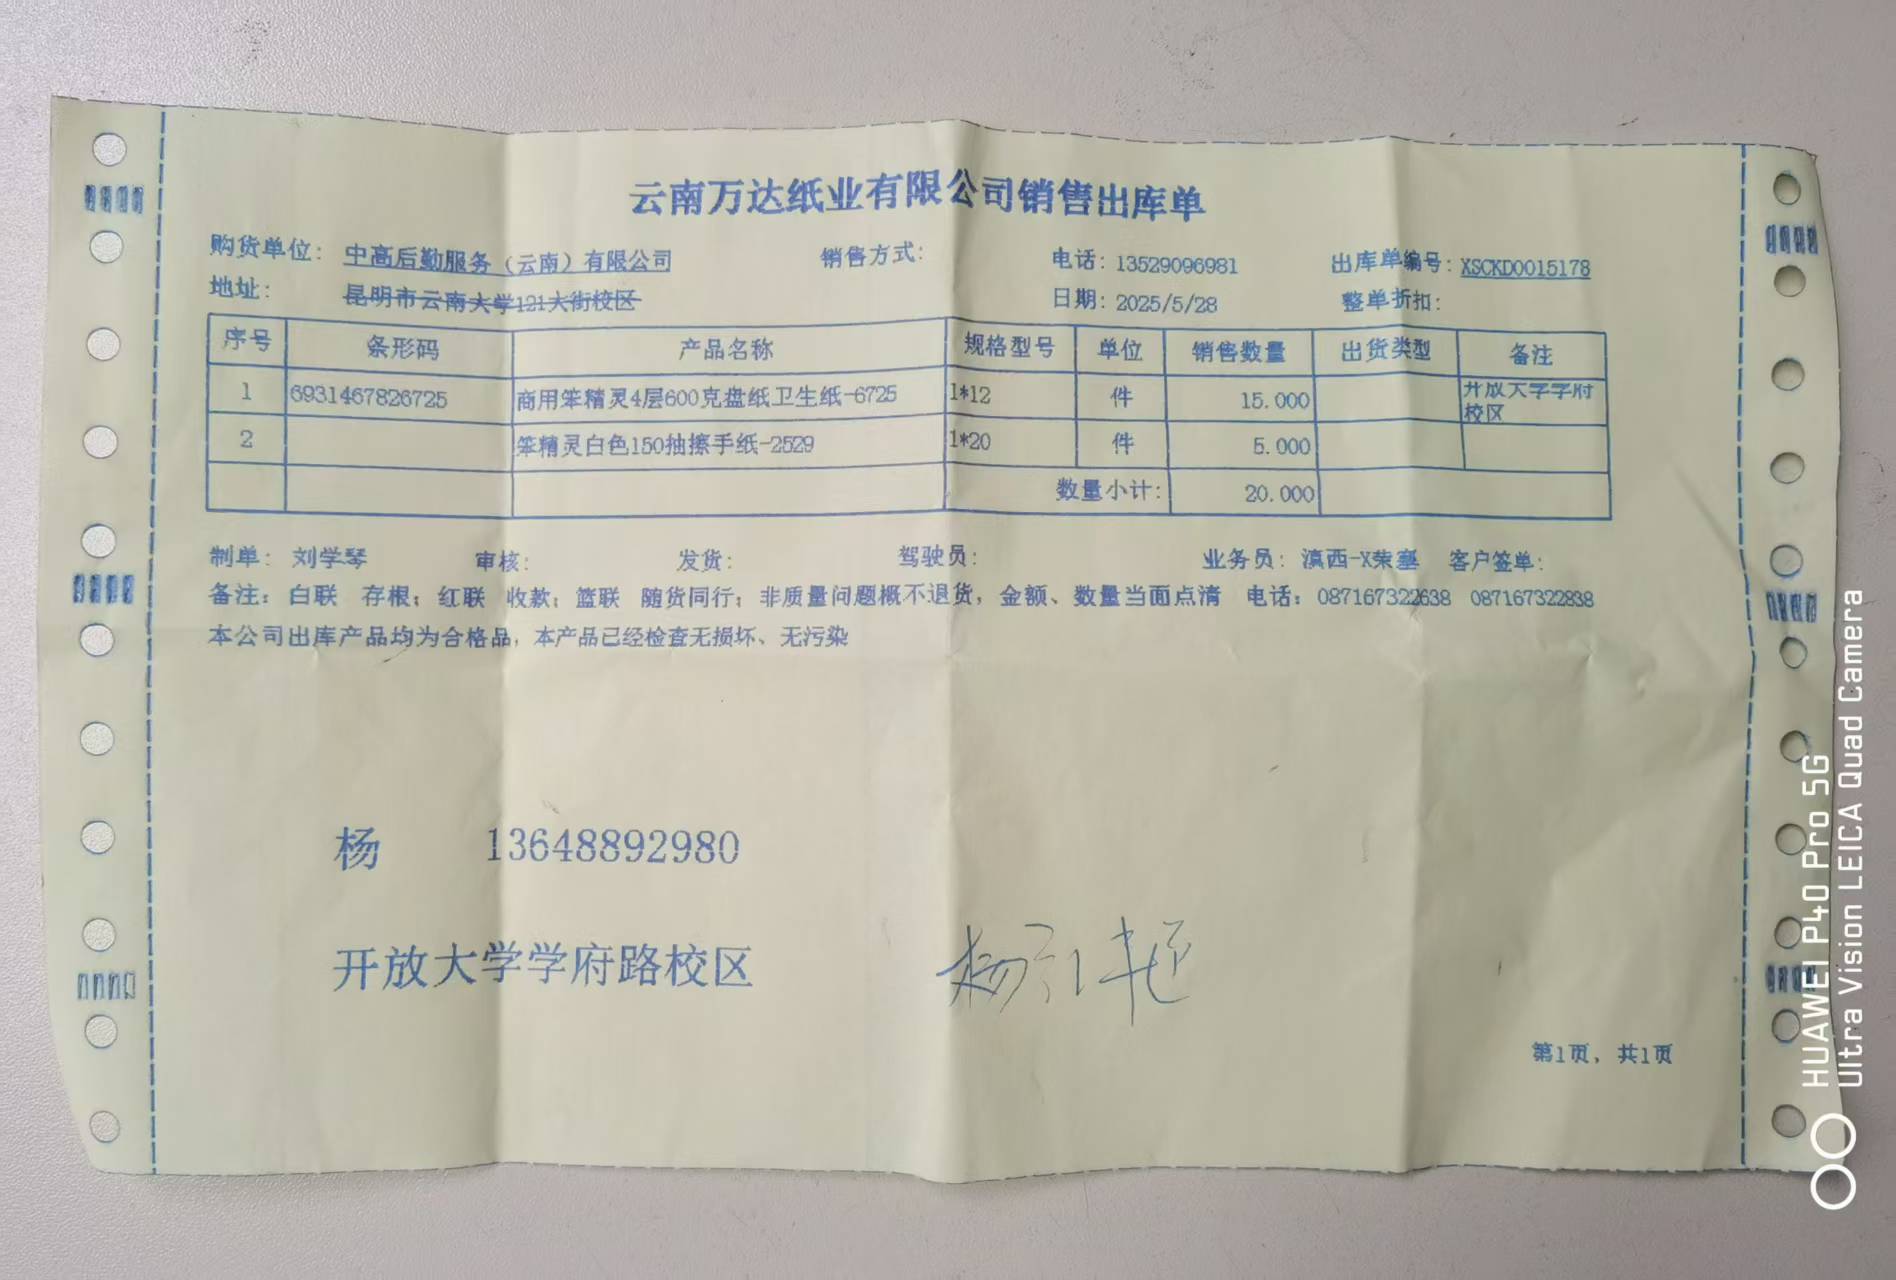 云南万达纸业有限公司销售出库单
购货单位: 中高后勤服务（云南）有限公司 销售方式: 电话: 13529096981 出库单编号: XSCKD0015178
地址: 昆明市云南大学121大街校区 日期: 2025/5/28 整单折扣:
序号 条形码 产品名称 规格型号 单位 销售数量 出货类型 备注
1 6931467826725 商用笨精灵4层600克盘纸卫生纸-6725 1*12 件 15.000 开放大学学府校区
2 笨精灵白色150抽擦手纸-2529 1*20 件 5.000
数量小计: 20.000
制单: 刘学琴 审核: 发货: 驾驶员: 业务员: 滇西-X荣塞 客户签单:
备注: 白联 存根; 红联 收款; 篮联 随货同行; 非质量问题概不退货, 金额、数量当面点清 电话: 087167322638 087167322838
本公司出库产品均为合格品, 本产品已经检查无损坏、无污染
杨 13648892980
开放大学学府路校区
杨
第1页, 共1页
HUAWEI P40 Pro 5G
Ultra Vision LEICA Quad Camera